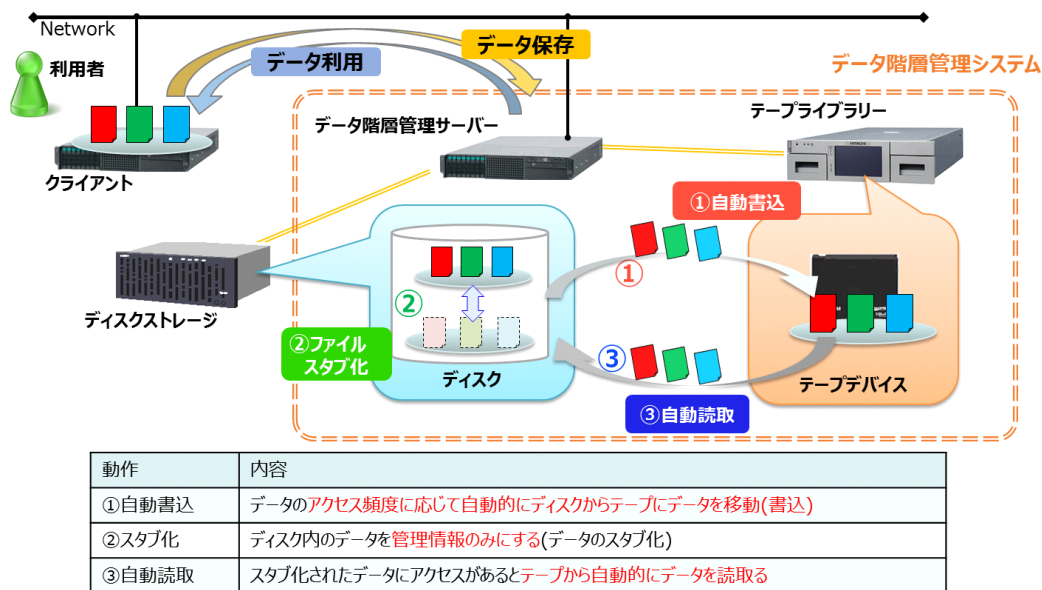 Network
データ保存
データ利用
利用者
データ階層管理システム
テープライブラリー
データ階層管理サーバー
HITACHI
クライアント
①自動書込
①
ディスクストレージ
②
②ファイル
スタブ化
ディスク
③
テープデバイス
③自動読取
動作 内容
①自動書込 データのアクセス頻度に応じて自動的にディスクからテープにデータを移動(書込)
②スタブ化 ディスク内のデータを管理情報のみにする(データのスタブ化)
③自動読取 スタブ化されたデータにアクセスがあるとテープから自動的にデータを読取る